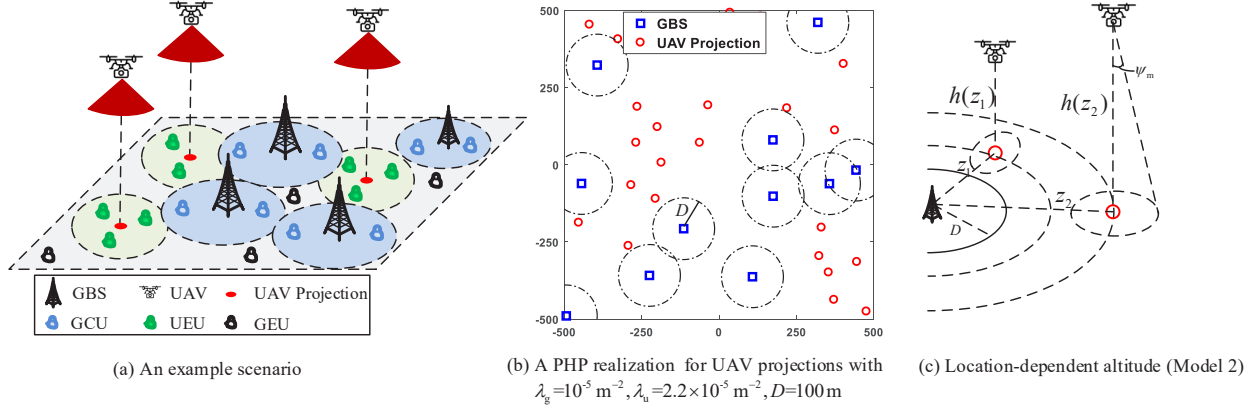 GBS
UAV
UAV Projection
GCU
UEU
GEU
(a) An example scenario
500
250
0
-250
-500
-500
-250
0
250
500
GBS
UAV Projection
D
(b) A PHP realization for UAV projections with
λg=10⁻⁵ m⁻², λu=2.2×10⁻⁵ m⁻², D=100m
ψm
h(z₁)
h(z₂)
z₁
z₂
D
(c) Location-dependent altitude (Model 2)